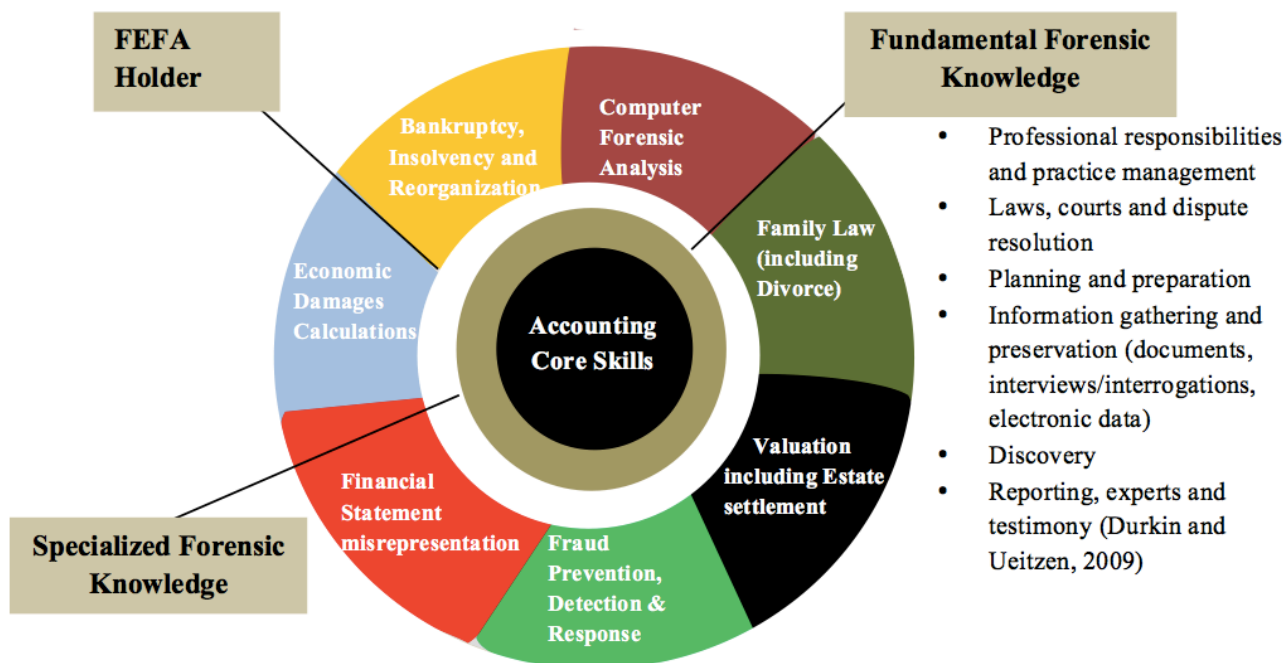 FEFA
Holder
Fundamental Forensic
Knowledge
Computer
Forensic
Analysis
Bankruptcy,
Insolvency and
Reorganization
Professional responsibilities
and practice management
Laws, courts and dispute
resolution
Planning and preparation
Information gathering and
preservation (documents,
interviews/interrogations,
electronic data)
Discovery
Reporting, experts and
testimony (Durkin and
Ueitzen, 2009)
Family Law
(including
Divorce)
Economic
Damages
Calculations
Accounting
Core Skills
Valuation
including Estate
settlement
Financial
Statement
misrepresentation
Fraud
Prevention,
Detection &
Response
Specialized Forensic
Knowledge